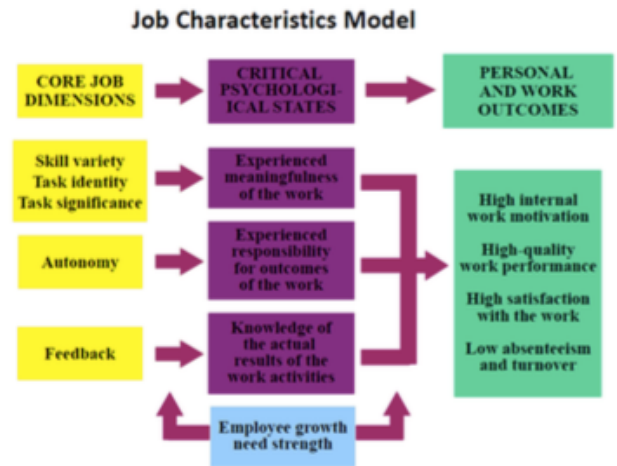 Job Characteristics Model
CORE JOB
DIMENSIONS
CRITICAL
PSYCHOLOGI-
ICAL STATES
PERSONAL
AND WORK
OUTCOMES
Skill variety
Task identity
Task significance
Experienced
meaningfulness
of the work
Autonomy
Experienced
responsibility
for outcomes
of the work
Feedback
Knowledge of
the actual
results of the
work activities
High internal
work motivation
High-quality
work performance
High satisfaction
with the work
Low absenteeism
and turnover
Employee growth
need strength